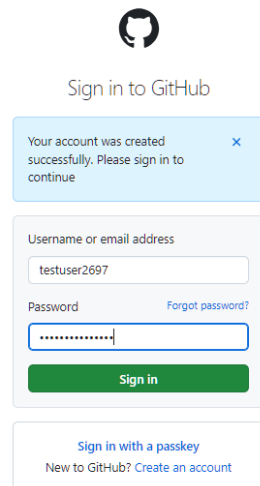 Sign in to GitHub
Your account was created
successfully. Please sign in to
continue
Username or email address
testuser2697
Password
Forgot password?
•••••••••••••••
Sign in
Sign in with a passkey
New to GitHub? Create an account